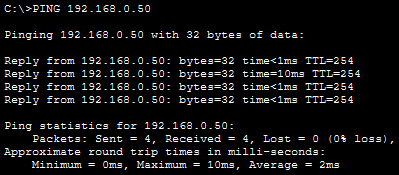 C:\>PING 192.168.0.50
Pinging 192.168.0.50 with 32 bytes of data:
Reply from 192.168.0.50: bytes=32 time<1ms TTL=254
Reply from 192.168.0.50: bytes=32 time=10ms TTL=254
Reply from 192.168.0.50: bytes=32 time<1ms TTL=254
Reply from 192.168.0.50: bytes=32 time<1ms TTL=254
Ping statistics for 192.168.0.50:
    Packets: Sent = 4, Received = 4, Lost = 0 (0% loss),
Approximate round trip times in milli-seconds:
    Minimum = 0ms, Maximum = 10ms, Average = 2ms